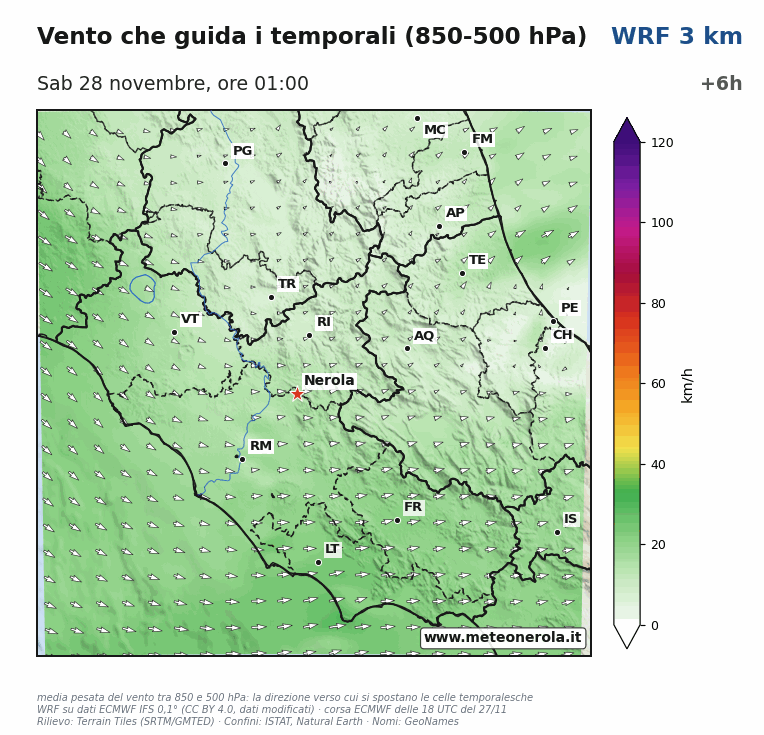 Vento che guida i temporali (850-500 hPa) WRF 3 km
Sab 28 novembre, ore 01:00 +6h
MC
FM
PG
AP
TE
TR
PE
VT
RI
AQ
CH
Nerola
RM
FR
IS
LT
www.meteonerola.it
120
100
80
60
40
20
0
km/h
media pesata del vento tra 850 e 500 hPa: la direzione verso cui si spostano le celle temporalesche
WRF su dati ECMWF IFS 0,1° (CC BY 4.0, dati modificati) · corsa ECMWF delle 18 UTC del 27/11
Rilievo: Terrain Tiles (SRTM/GMTED) · Confini: ISTAT, Natural Earth · Nomi: GeoNames